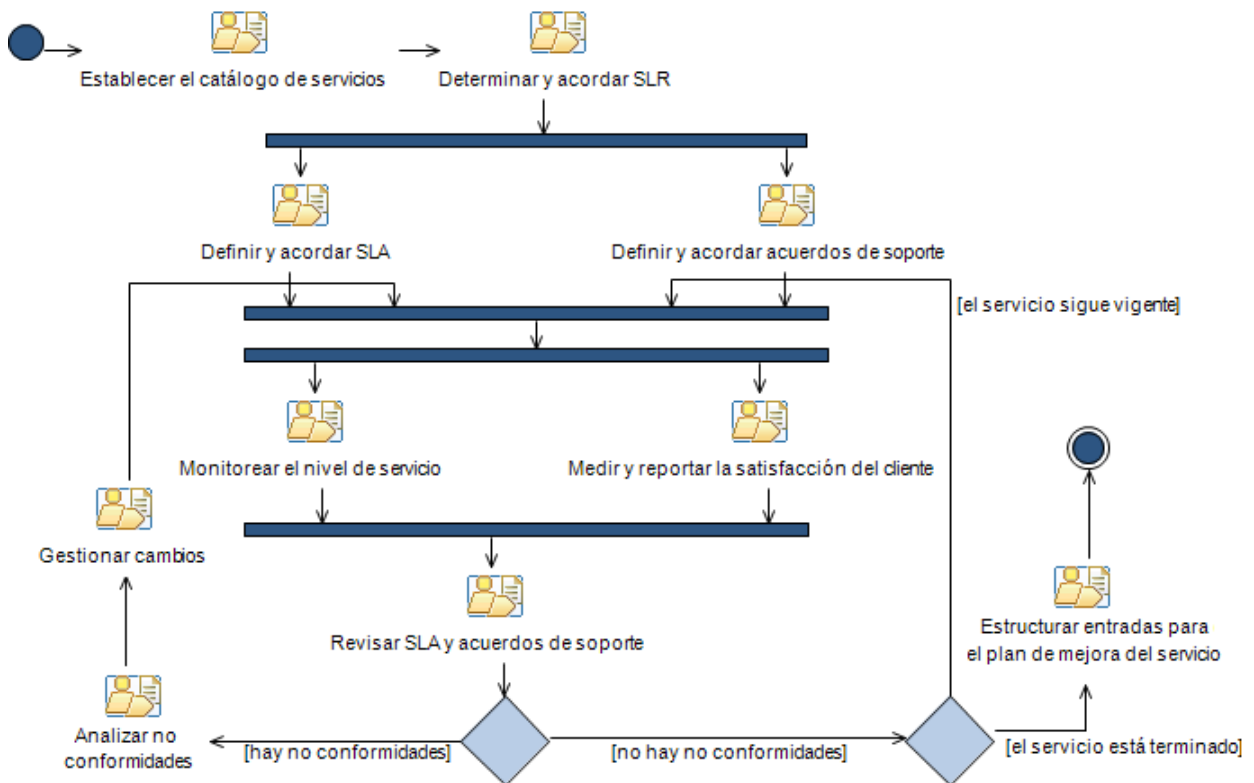 Establecer el catálogo de servicios
Determinar y acordar SLR
Definir y acordar SLA
Definir y acordar acuerdos de soporte
[el servicio sigue vigente]
Monitorear el nivel de servicio
Medir y reportar la satisfacción del cliente
Gestionar cambios
Revisar SLA y acuerdos de soporte
Estructurar entradas para
el plan de mejora del servicio
Analizar no
conformidades
[hay no conformidades]
[no hay no conformidades]
[el servicio está terminado]